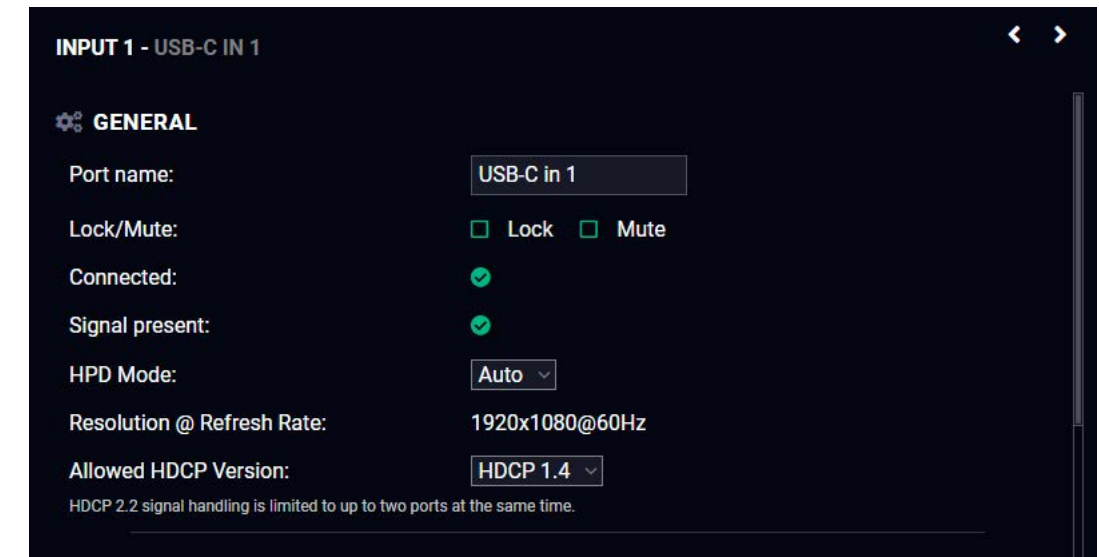 INPUT 1 - USB-C IN 1
GENERAL
Port name: USB-C in 1
Lock/Mute: Lock Mute
Connected:
Signal present:
HPD Mode: Auto
Resolution @ Refresh Rate: 1920x1080@60Hz
Allowed HDCP Version: HDCP 1.4
HDCP 2.2 signal handling is limited to up to two ports at the same time.